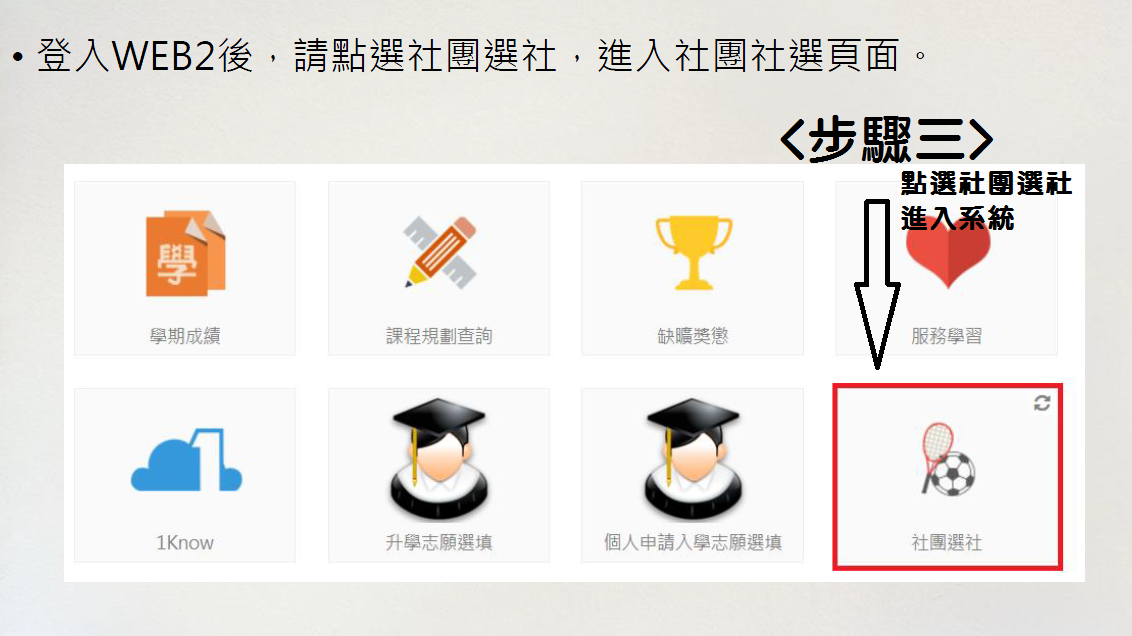 • 登入WEB2後，請點選社團選社，進入社團社選頁面。
<步驟三>
點選社團選社
進入系統
學
學期成績
課程規劃查詢
缺曠獎懲
服務學習
1Know
升學志願選填
個人申請入學志願選填
社團選社